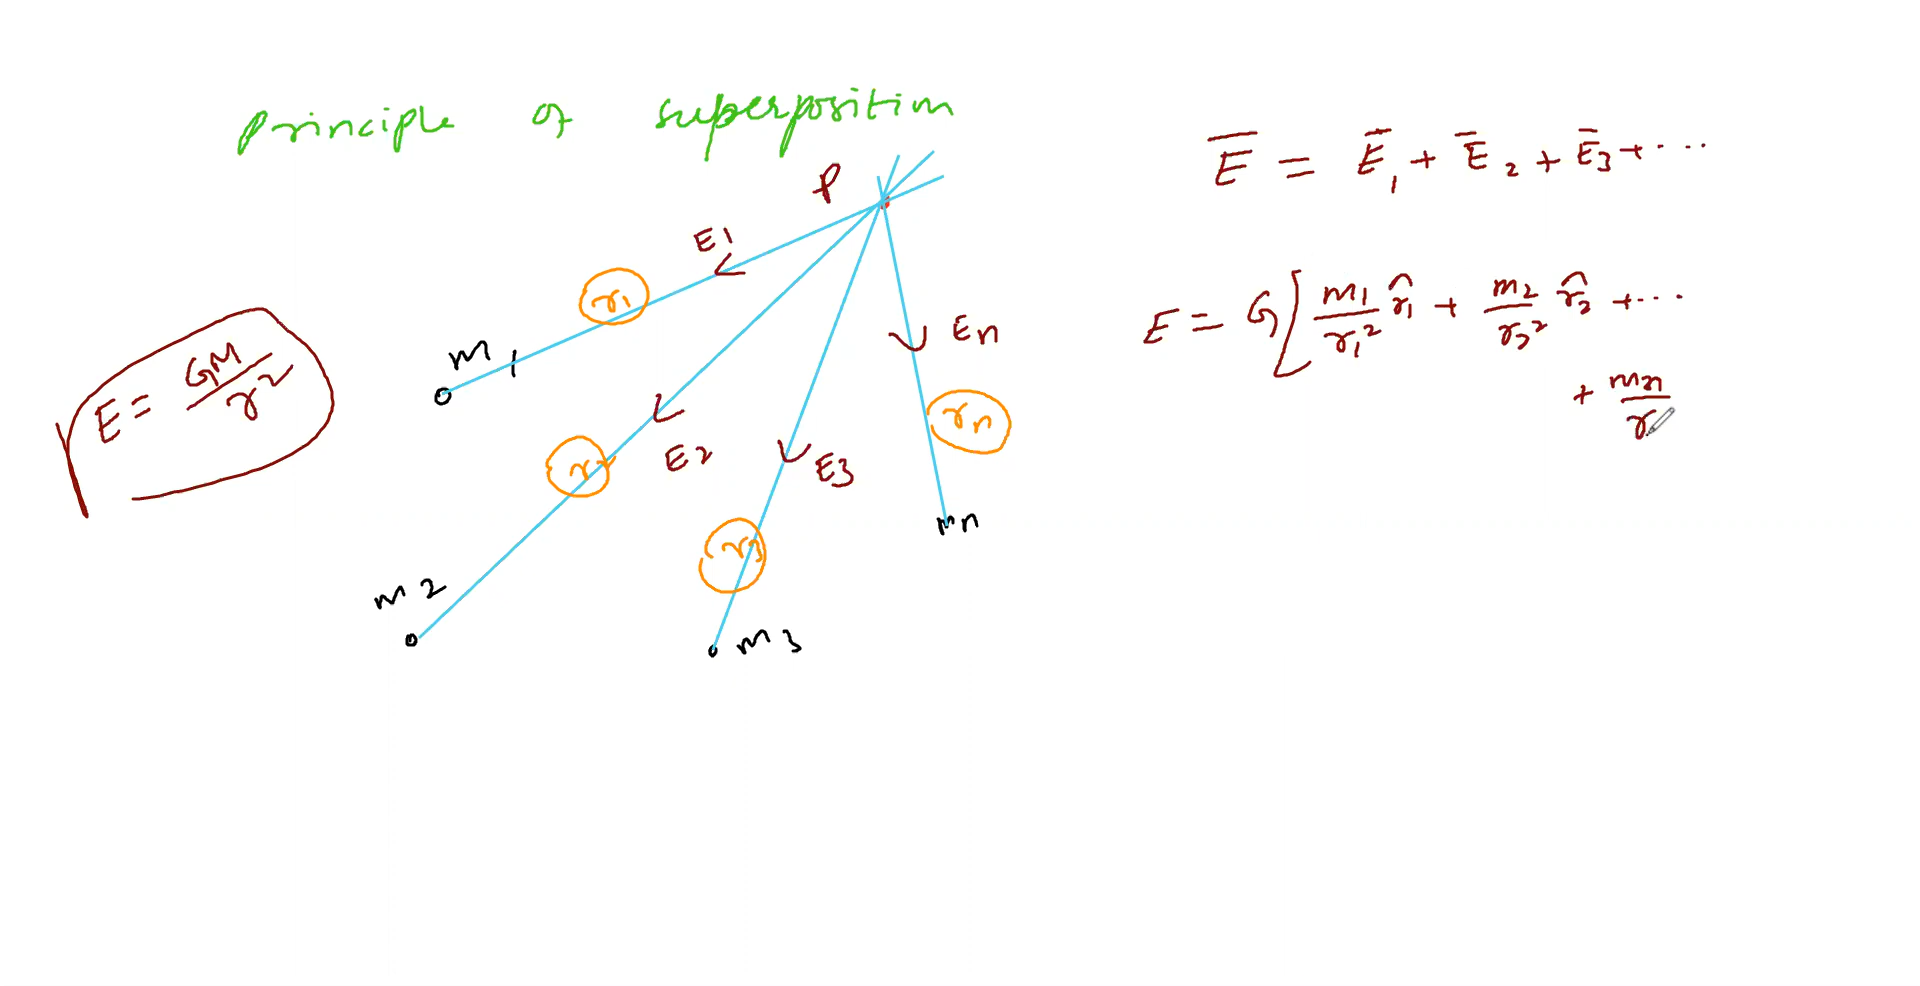 principle of superposition
P
E̅ = E̅₁ + E̅₂ + E̅₃ + ...
E1
r1
m1
E = GM/r²
E = G[ m₁/r₁² r̂₁ + m₂/r₂² r̂₂ + ...
+ mn/r
En
rn
E2
r2
E3
r3
mn
m2
m3